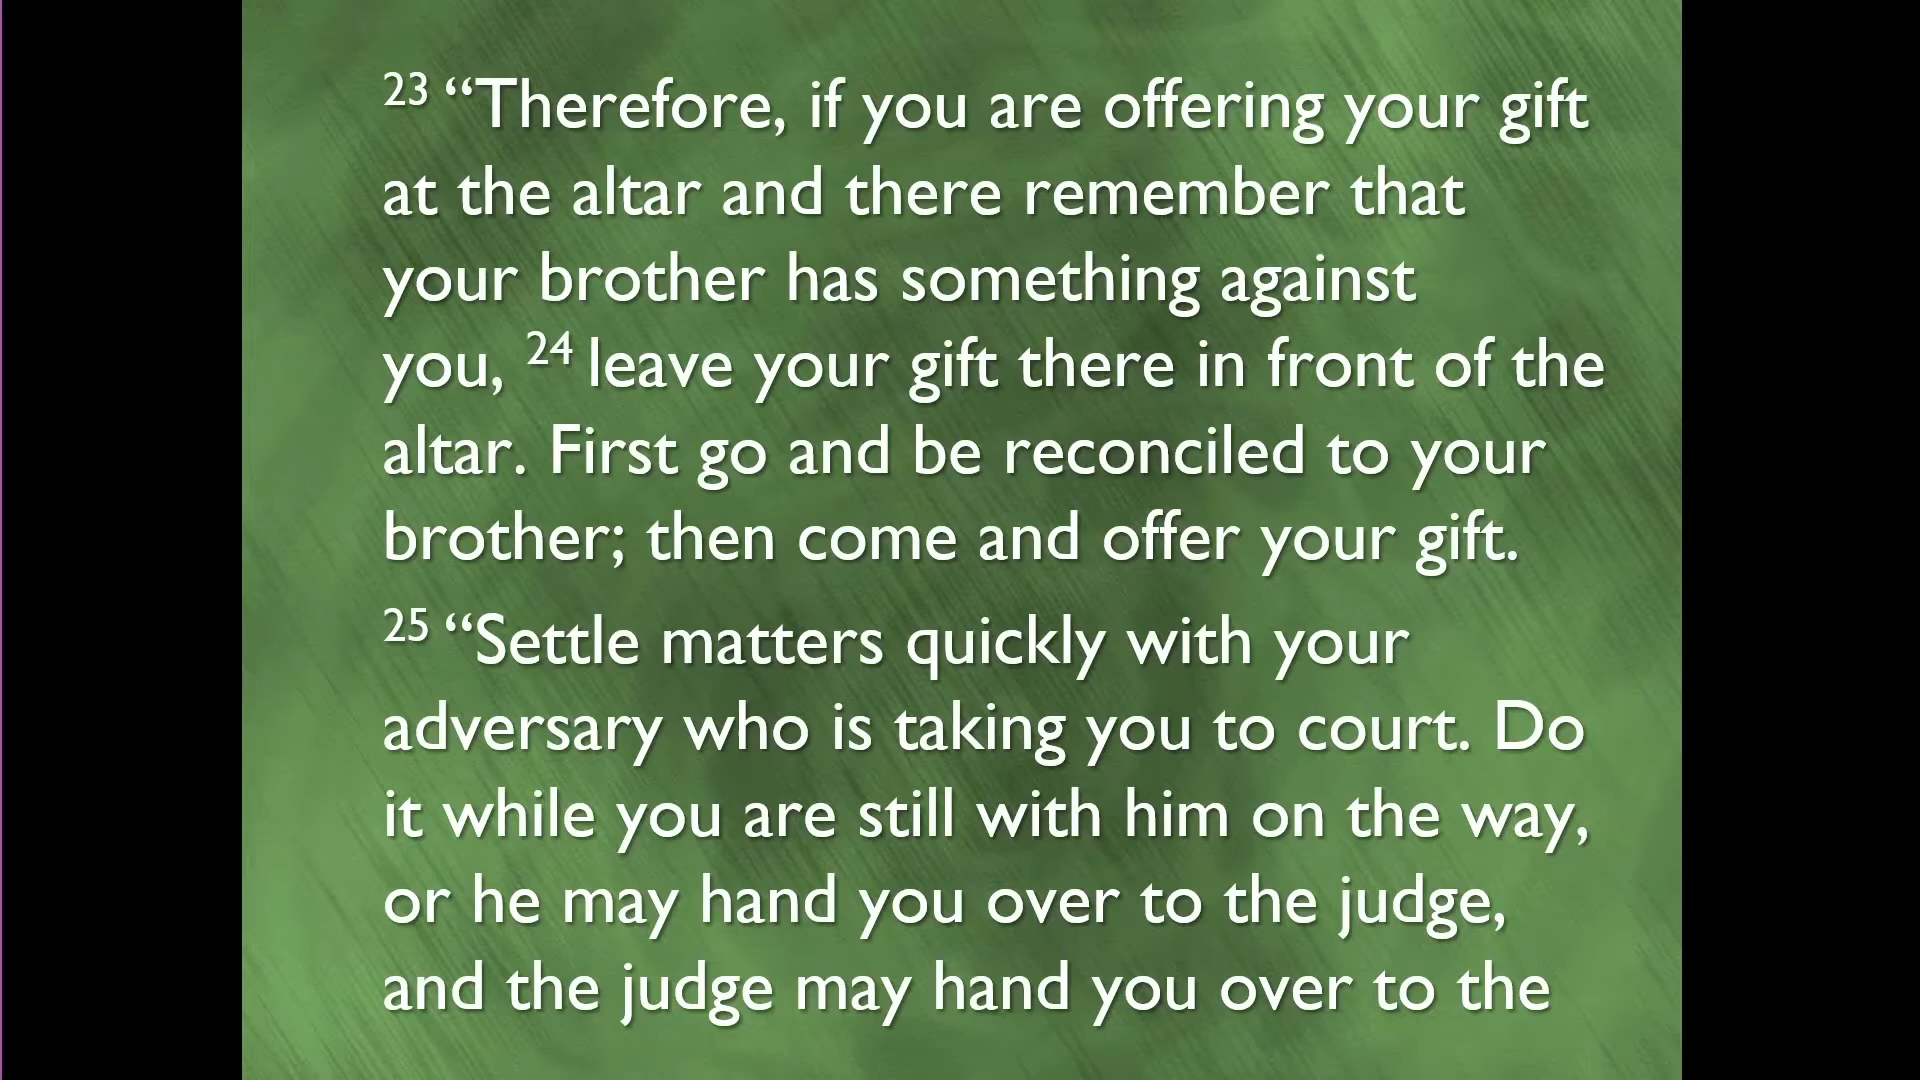 23 “Therefore, if you are offering your gift
at the altar and there remember that
your brother has something against
you, 24 leave your gift there in front of the
altar. First go and be reconciled to your
brother; then come and offer your gift.
25 “Settle matters quickly with your
adversary who is taking you to court. Do
it while you are still with him on the way,
or he may hand you over to the judge,
and the judge may hand you over to the